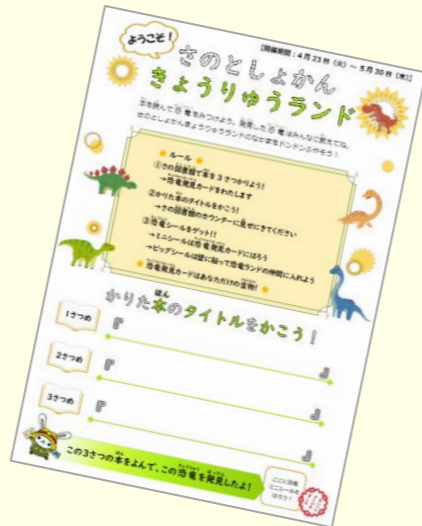 ようこそ!
【開催期間:4月23日(火)~5月30日(木)】
さのとしょかん
きょうりゅうランド
本を読んで恐竜をみつけよう。発見した恐竜はみんなに教えてね。
さのとしょかんきょうりゅうランドのなかまをドンドンふやそう!
ルール
①さの図書館で本を3さつかりよう!
→恐竜発見カードをわたします
②かりた本のタイトルをかこう!
→さの図書館のカウンターに見せにきてください
③恐竜シールをゲット!!
→ミニシールは恐竜発見カードにはろう
→ビッグシールは壁に貼って恐竜ランドの仲間に入れよう
恐竜発見カードはあなただけの宝物!
かりた本のタイトルをかこう!
1さつめ 『 』
2さつめ 『 』
3さつめ 『 』
この3さつの本をよんで、この恐竜を発見したよ!
ここに恐竜
ミニシールを
はろう!